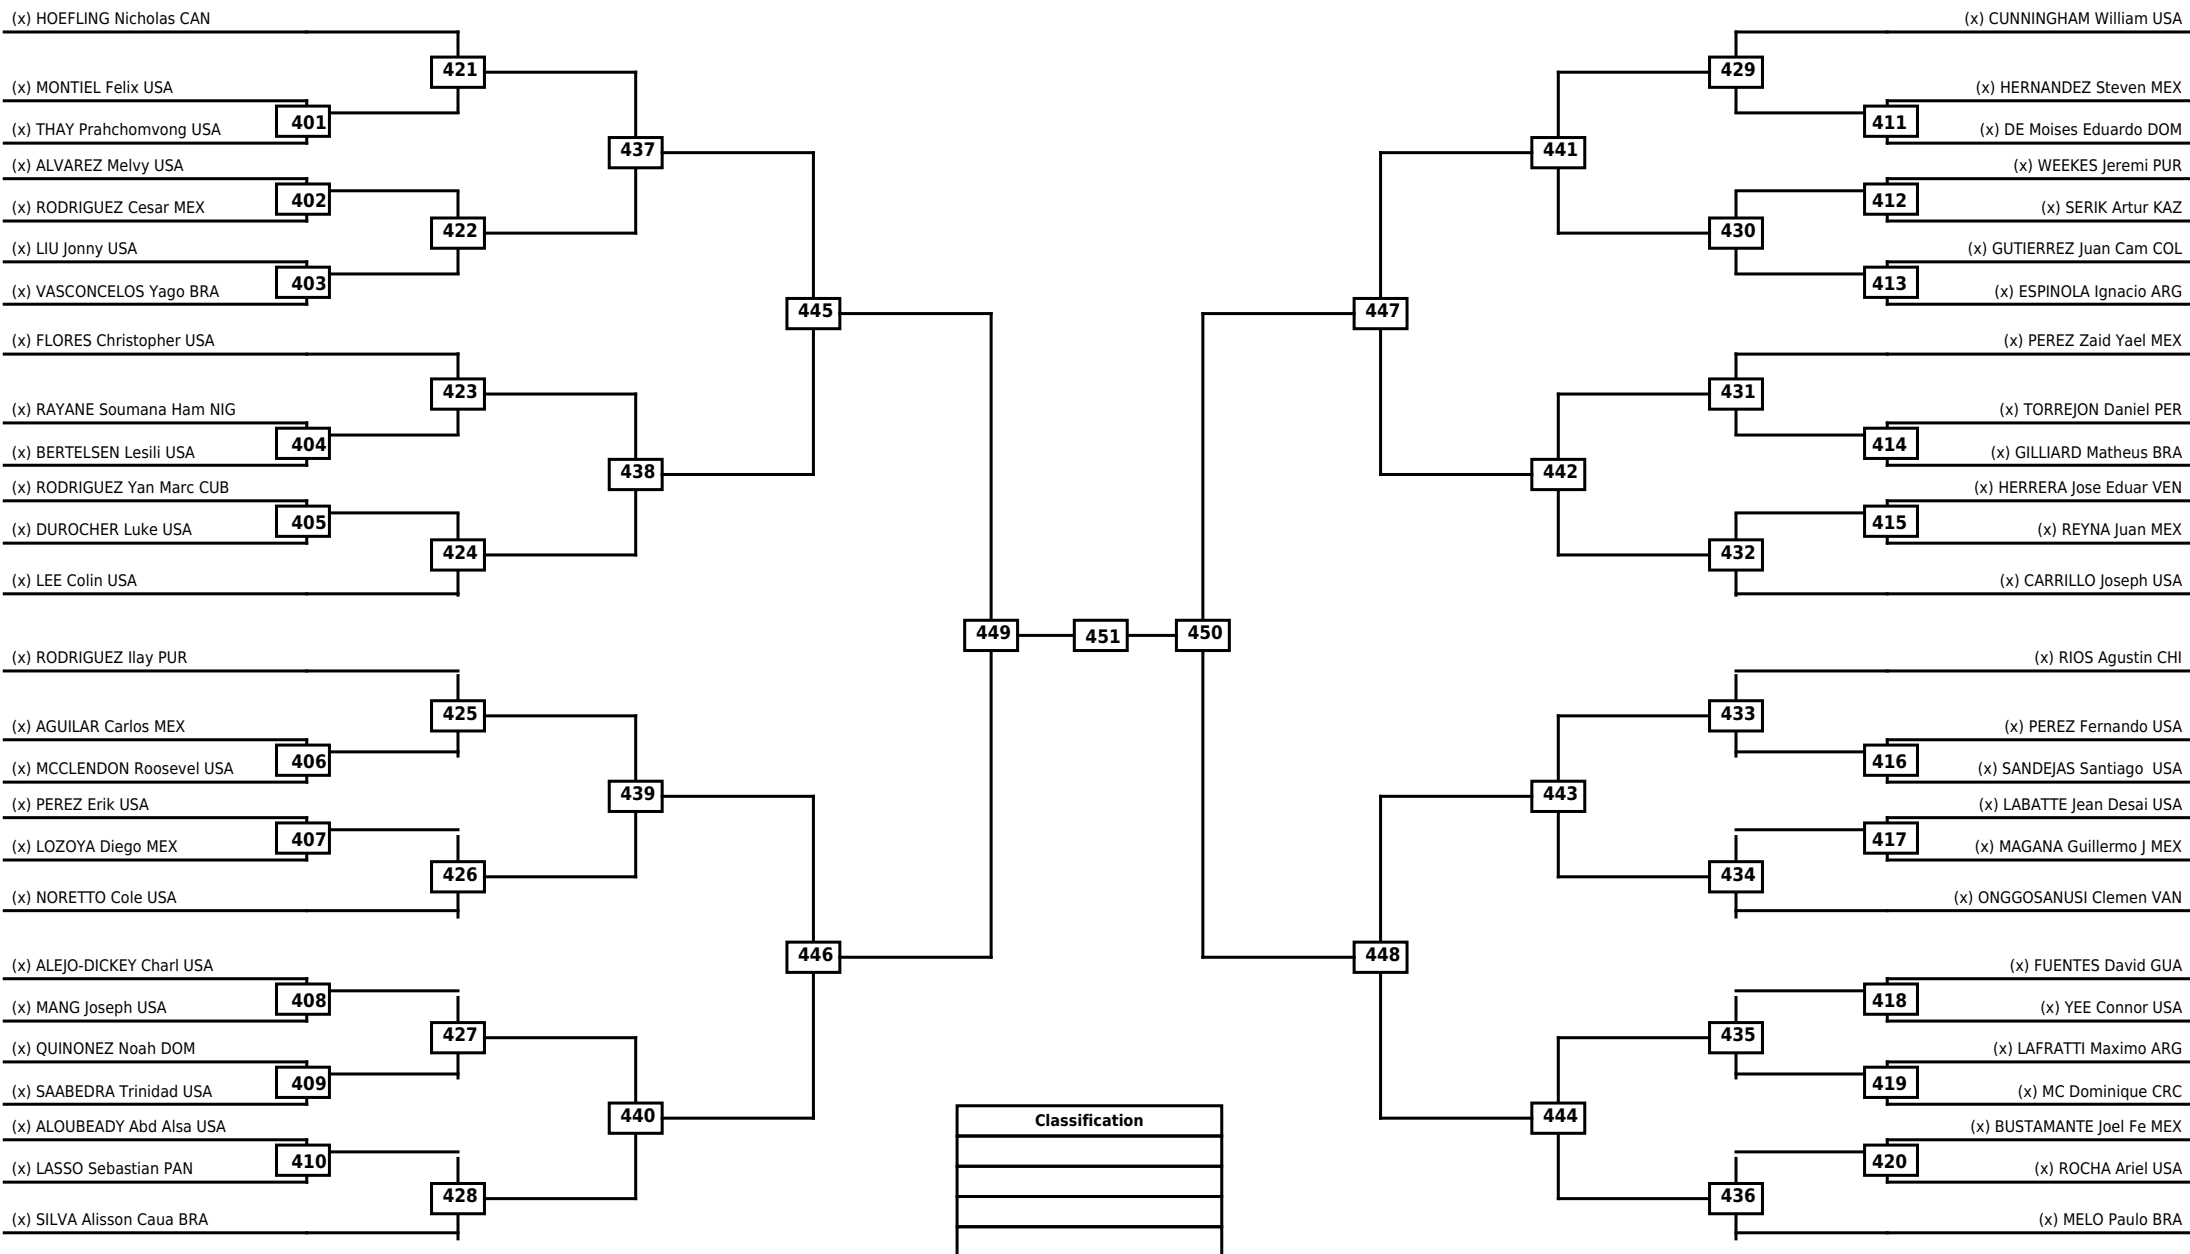 (x) HOEFLING Nicholas CAN
(x) MONTIEL Felix USA
(x) THAY Prahchomvong USA
(x) ALVAREZ Melvy USA
(x) RODRIGUEZ Cesar MEX
(x) LIU Jonny USA
(x) VASCONCELOS Yago BRA
(x) FLORES Christopher USA
(x) RAYANE Soumana Ham NIG
(x) BERTELSEN Lesili USA
(x) RODRIGUEZ Yan Marc CUB
(x) DUROCHER Luke USA
(x) LEE Colin USA
(x) RODRIGUEZ Ilay PUR
(x) AGUILAR Carlos MEX
(x) MCCLENDON Roosevel USA
(x) PEREZ Erik USA
(x) LOZOYA Diego MEX
(x) NORETTO Cole USA
(x) ALEJO-DICKEY Charl USA
(x) MANG Joseph USA
(x) QUINONEZ Noah DOM
(x) SAABEDRA Trinidad USA
(x) ALOUBEADY Abd Alsa USA
(x) LASSO Sebastian PAN
(x) SILVA Alisson Caua BRA
401
402
403
404
405
406
407
408
409
410
421
422
423
424
425
426
427
428
437
438
439
440
445
446
449
451
450
447
448
441
442
443
444
429
430
431
432
433
434
435
436
411
412
413
414
415
416
417
418
419
420
(x) CUNNINGHAM William USA
(x) HERNANDEZ Steven MEX
(x) DE Moises Eduardo DOM
(x) WEEKES Jeremi PUR
(x) SERIK Artur KAZ
(x) GUTIERREZ Juan Cam COL
(x) ESPINOLA Ignacio ARG
(x) PEREZ Zaid Yael MEX
(x) TORREJON Daniel PER
(x) GILLIARD Matheus BRA
(x) HERRERA Jose Eduar VEN
(x) REYNA Juan MEX
(x) CARRILLO Joseph USA
(x) RIOS Agustin CHI
(x) PEREZ Fernando USA
(x) SANDEJAS Santiago  USA
(x) LABATTE Jean Desai USA
(x) MAGANA Guillermo J MEX
(x) ONGGOSANUSI Clemen VAN
(x) FUENTES David GUA
(x) YEE Connor USA
(x) LAFRATTI Maximo ARG
(x) MC Dominique CRC
(x) BUSTAMANTE Joel Fe MEX
(x) ROCHA Ariel USA
(x) MELO Paulo BRA
Classification